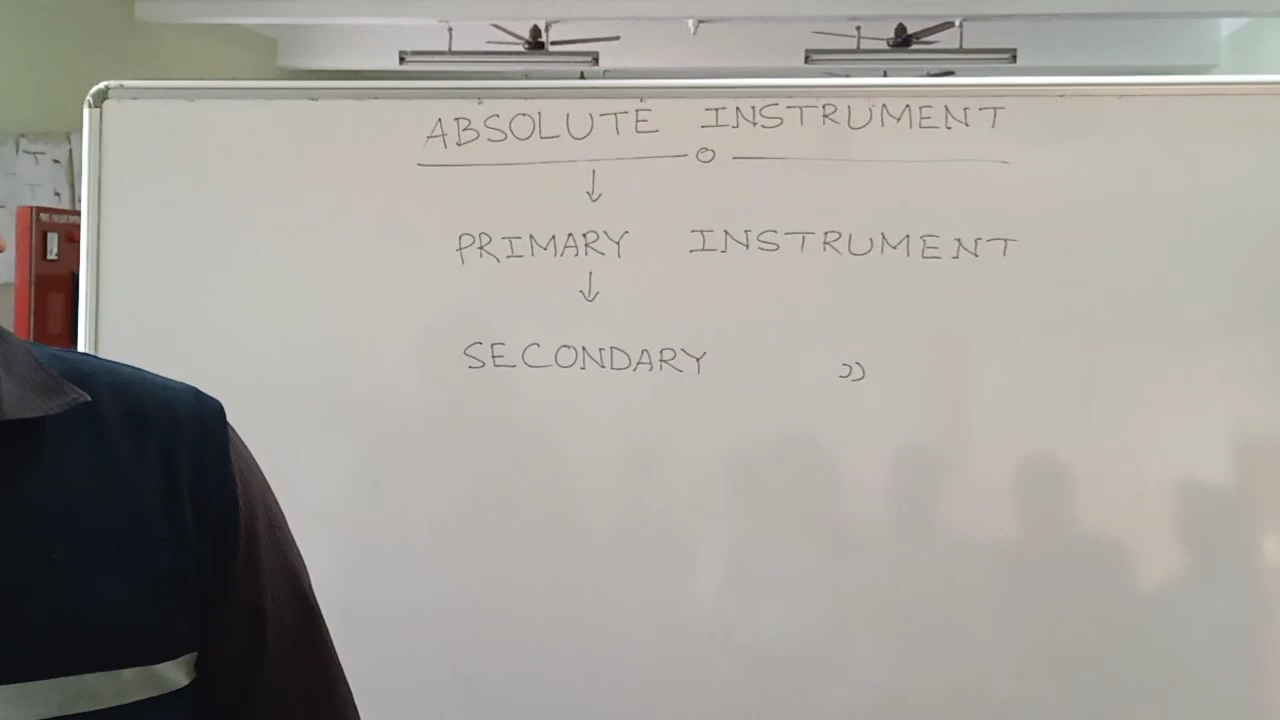 ABSOLUTE INSTRUMENT
↓
PRIMARY INSTRUMENT
↓
SECONDARY ))